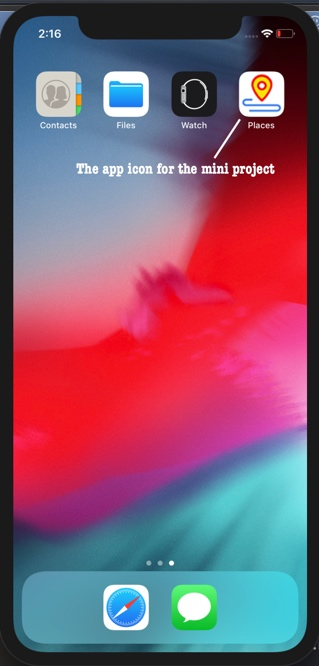 2:16
Contacts
Files
Watch
Places
The app icon for the mini project